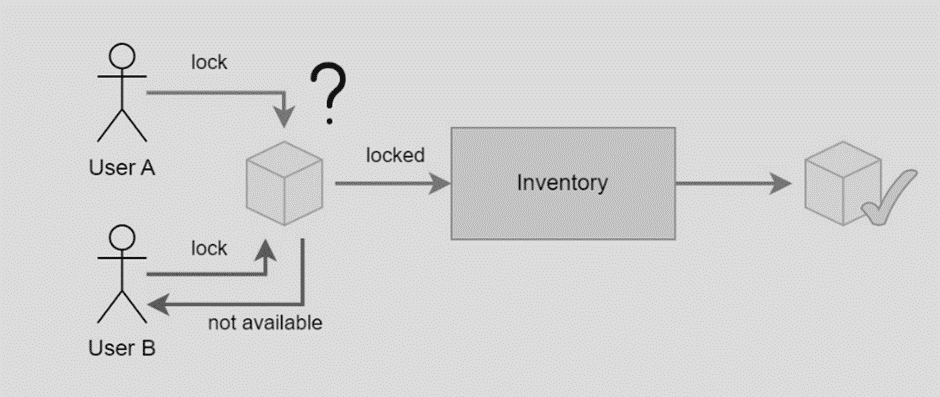 lock
?
User A
locked
Inventory
lock
not available
User B